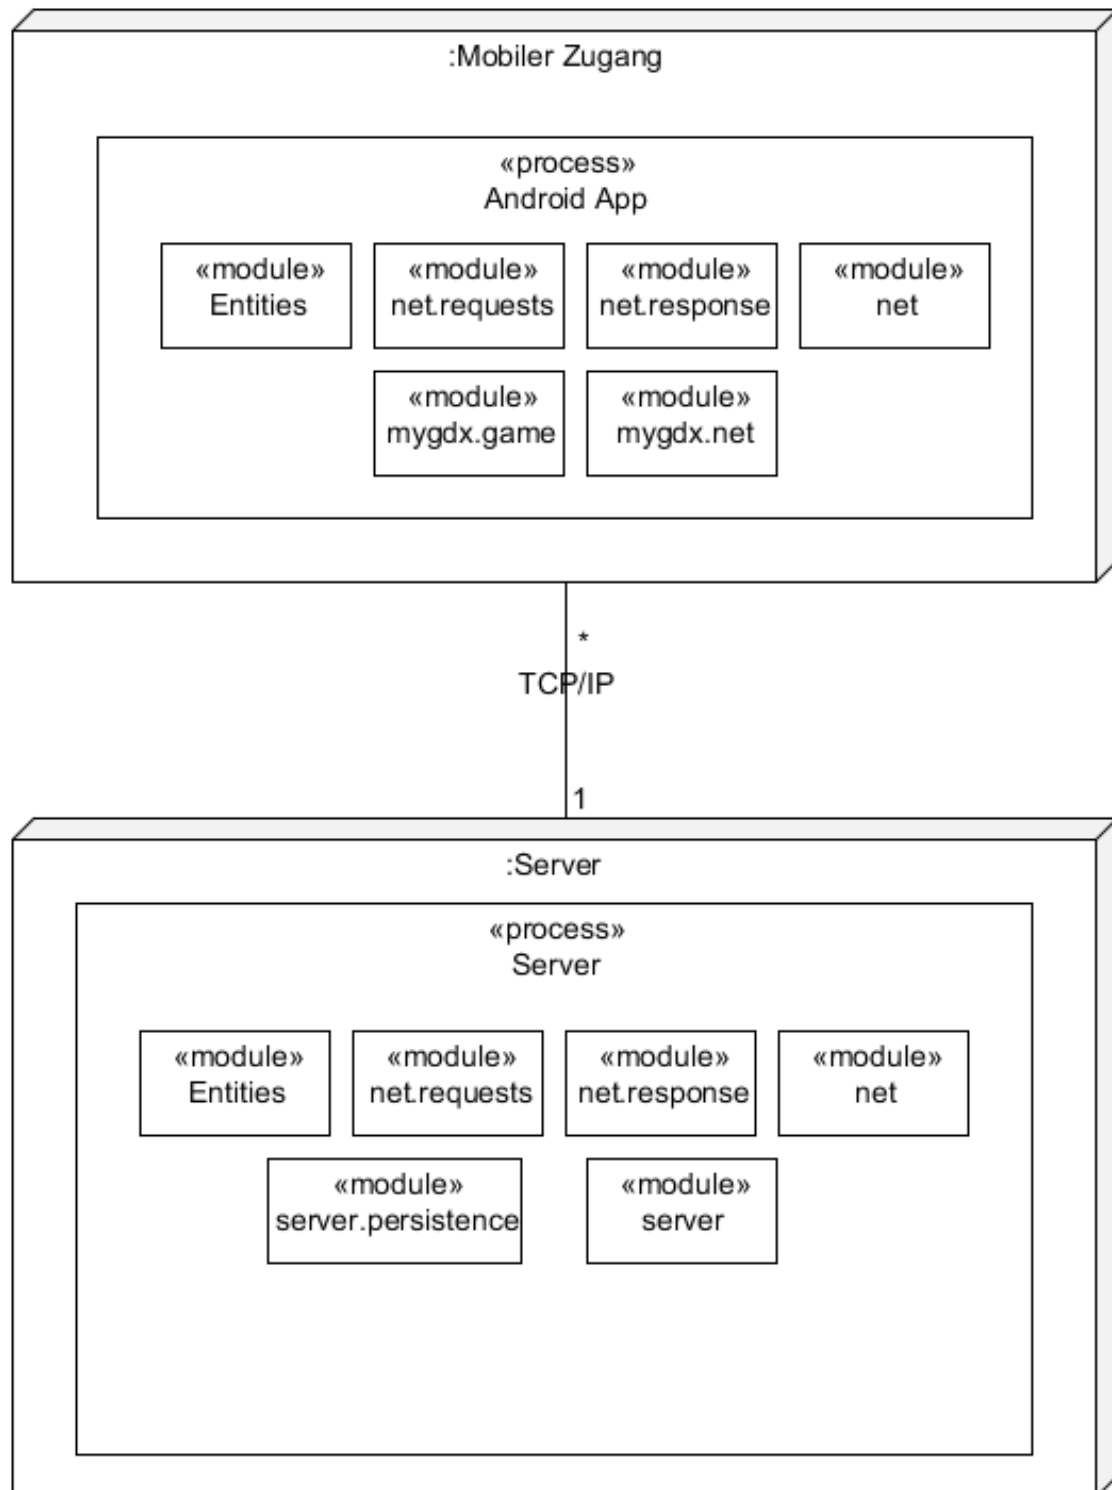 :Mobiler Zugang
«process»
Android App
«module» «module» «module» «module»
Entities net.requests net.response net
«module» «module»
mygdx.game mygdx.net
*
TCP/IP
1
:Server
«process»
Server
«module» «module» «module» «module»
Entities net.requests net.response net
«module» «module»
server.persistence server